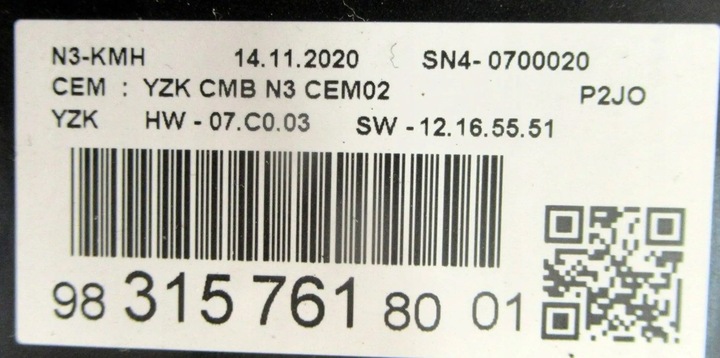 N3-KMH 14.11.2020 SN4- 0700020
CEM : YZK CMB N3 CEM02 P2JO
YZK HW - 07.C0.03 SW -12.16.55.51
98 315 761 80 01